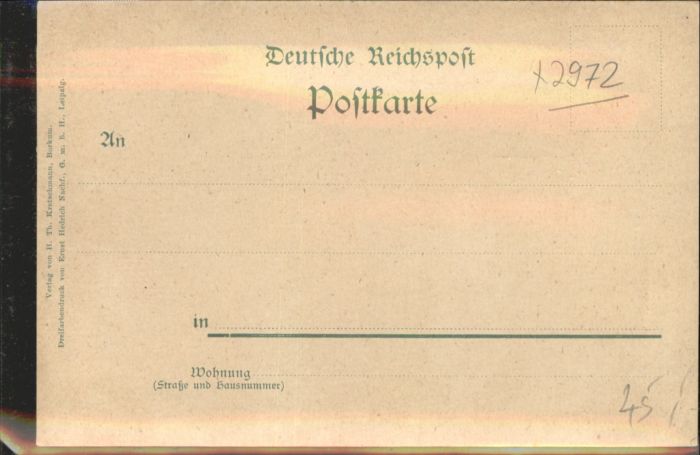 Deutsche Reichspost
x2972
Postkarte
An
in
Wohnung
(Straße und Hausnummer)
45
Verlag von H. Th. Kretschmann, Borkum.
Dreifarbendruck von Ernst Hedrich Nachf., G. m. b. H., Leipzig.